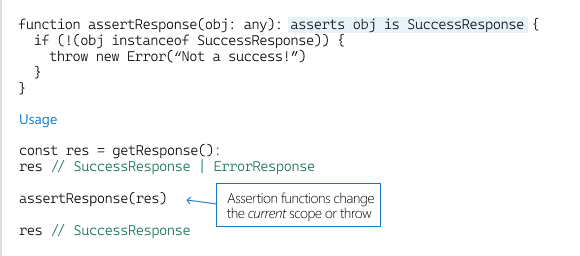 function assertResponse(obj: any): asserts obj is SuccessResponse {
if (!(obj instanceof SuccessResponse)) {
throw new Error(“Not a success!”)
}
}
Usage
const res = getResponse():
res // SuccessResponse | ErrorResponse
assertResponse(res)
Assertion functions change
the current scope or throw
res // SuccessResponse